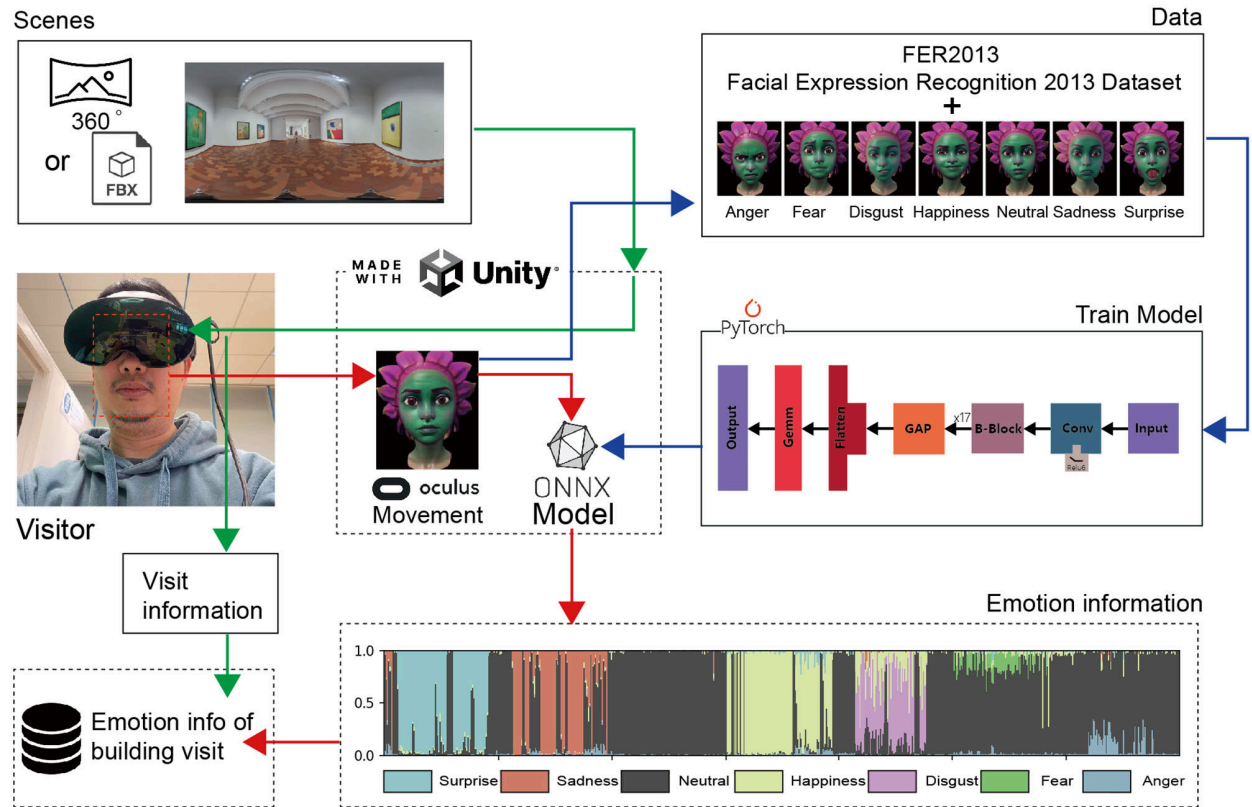 Scenes
360°
or
FBX
Data
FER2013
Facial Expression Recognition 2013 Dataset
+
Anger Fear Disgust Happiness Neutral Sadness Surprise
MADE
WITH
Unity
Visitor
oculus
Movement
ONNX
Model
PyTorch
Train Model
Output
Gemm
Flatten
GAP
x17
B-Block
Conv
Relu6
Input
Visit
information
Emotion info of
building visit
Emotion information
1.0
0.5
0.0
Surprise Sadness Neutral Happiness Disgust Fear Anger